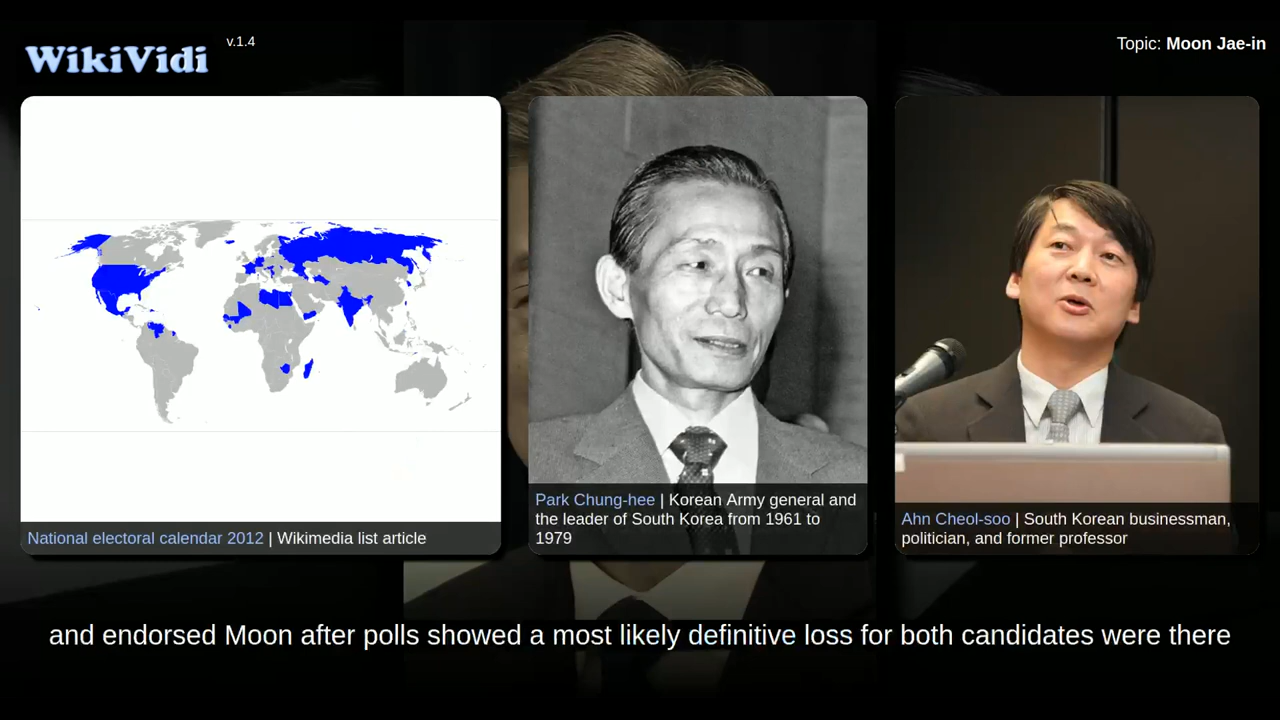 WikiVidi
v.1.4
Topic: Moon Jae-in
National electoral calendar 2012 | Wikimedia list article
Park Chung-hee | Korean Army general and
the leader of South Korea from 1961 to
1979
Ahn Cheol-soo | South Korean businessman,
politician, and former professor
and endorsed Moon after polls showed a most likely definitive loss for both candidates were there